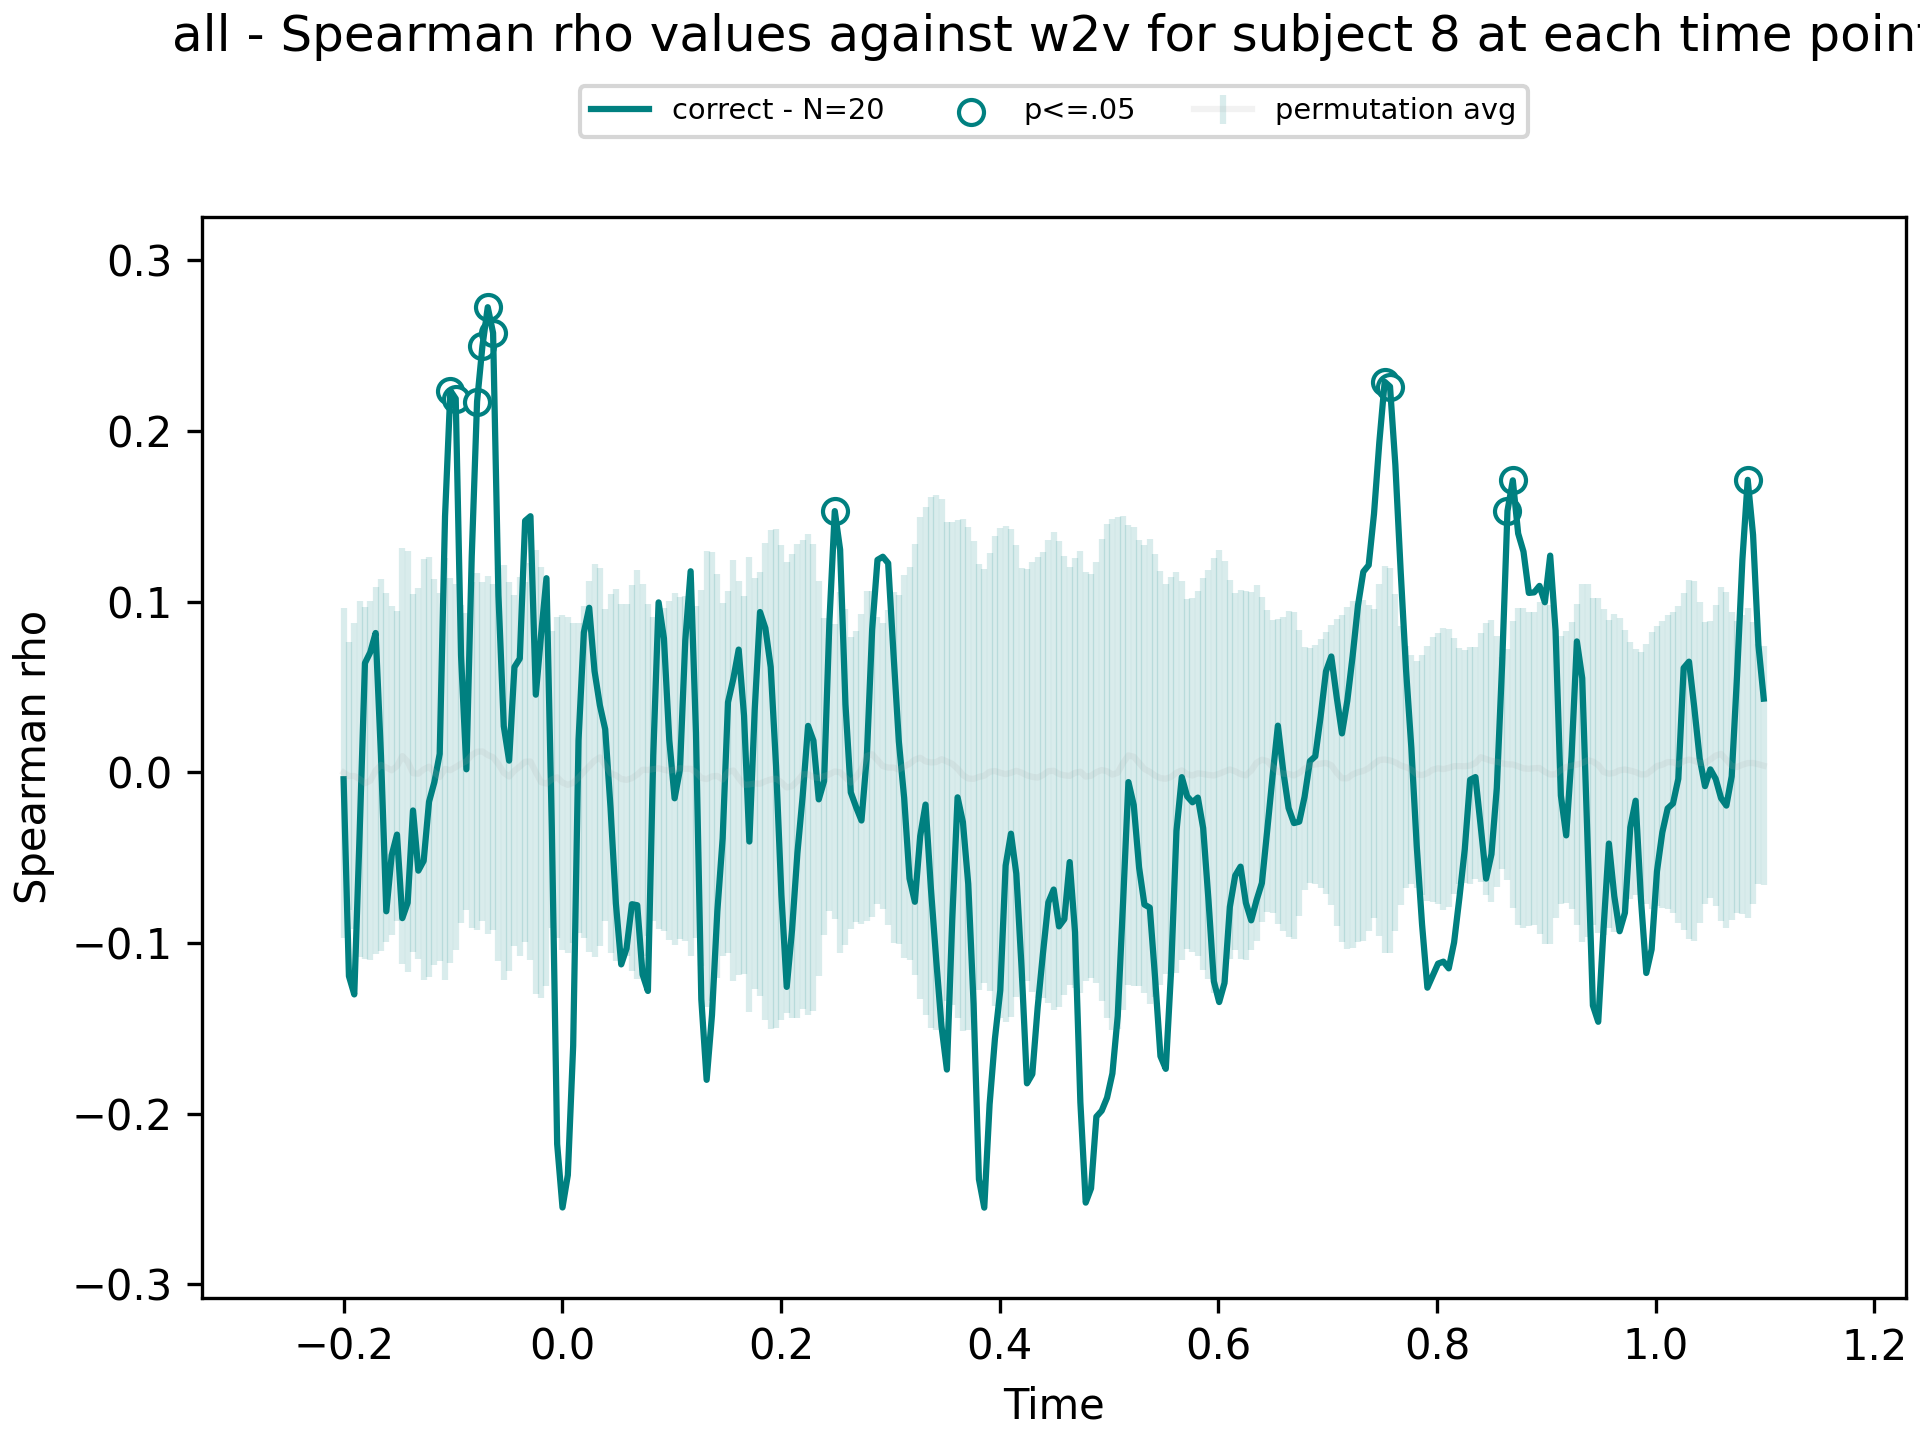 all - Spearman rho values against w2v for subject 8 at each time point
correct - N=20
p<=.05
permutation avg
0.3
0.2
0.1
0.0
−0.1
−0.2
−0.3
Spearman rho
−0.2
0.0
0.2
0.4
0.6
0.8
1.0
1.2
Time